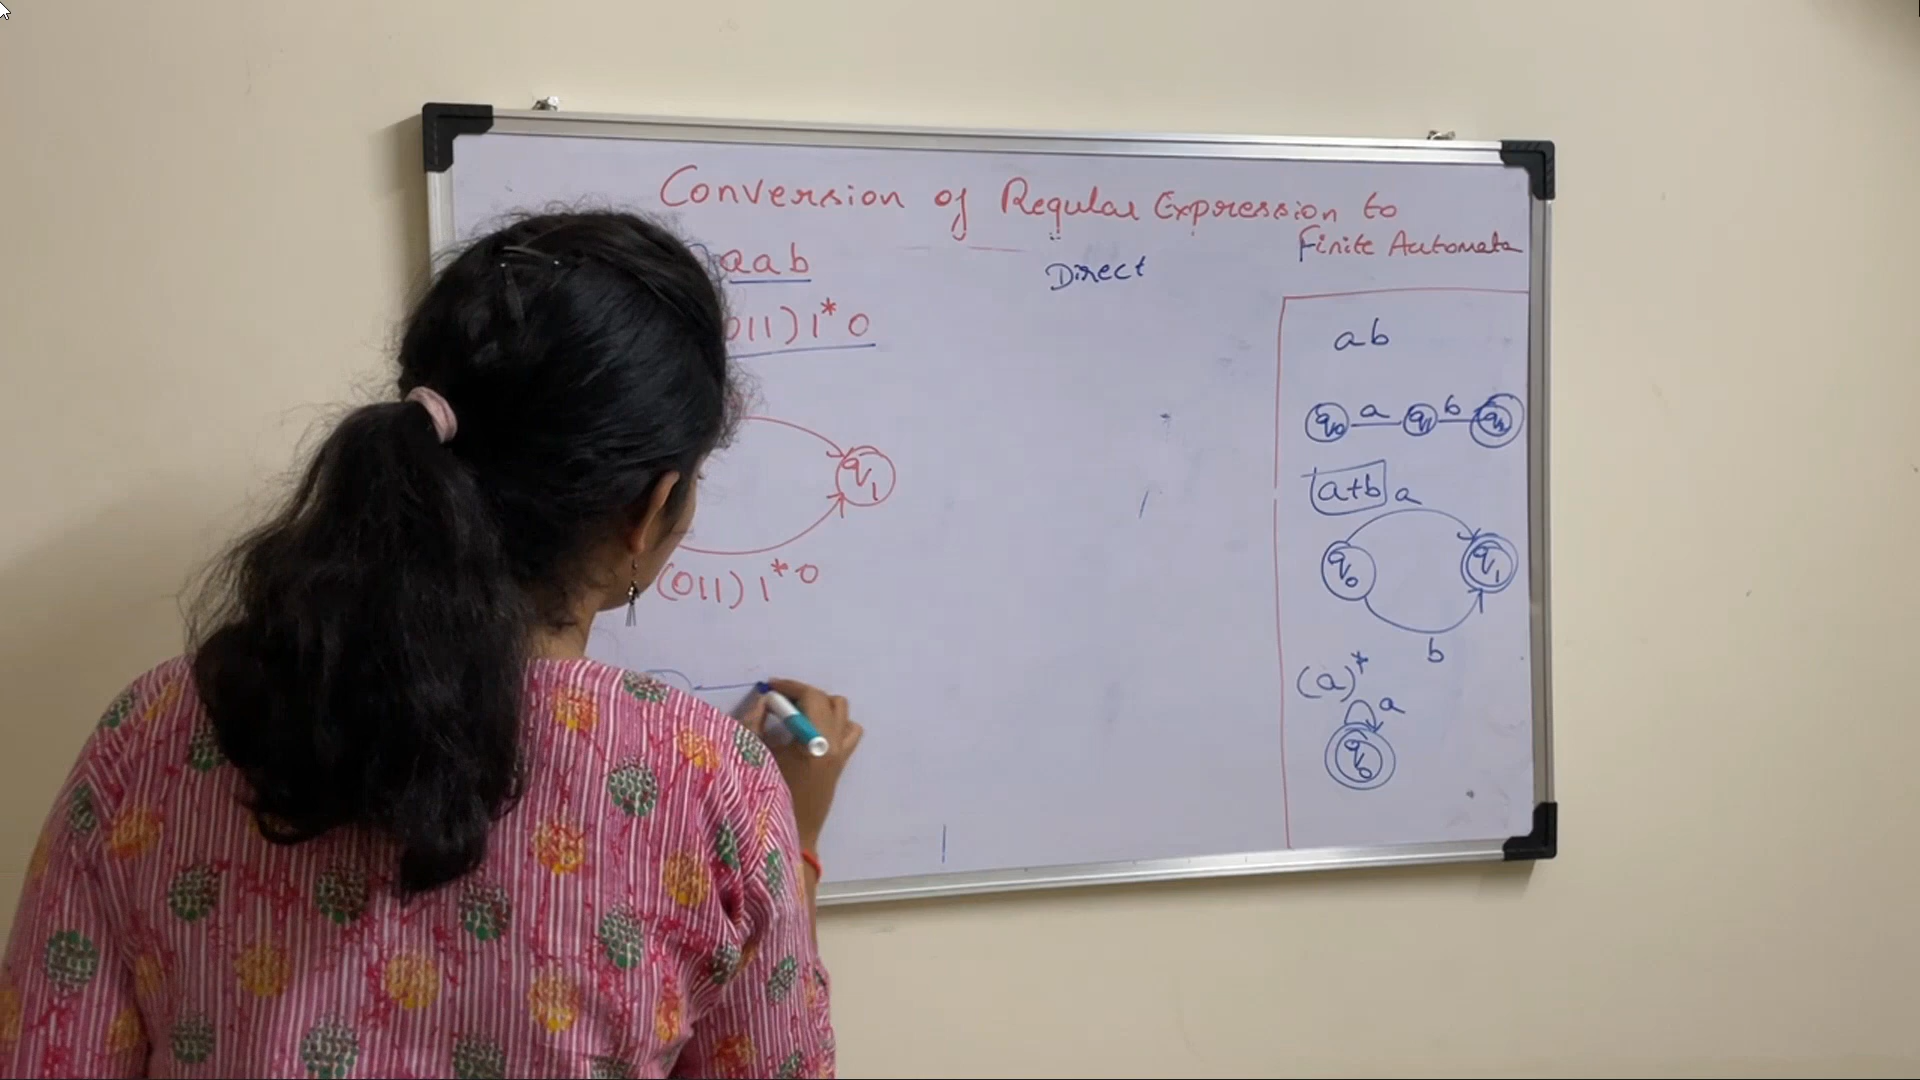 Conversion of Regular Expression to
Finite Automata
aab
Direct
011) 1* 0
ab
q0 a q1 b
(a+b) a
q1
q0
q1
(011) 1* 0
b
(a)*
a
q0